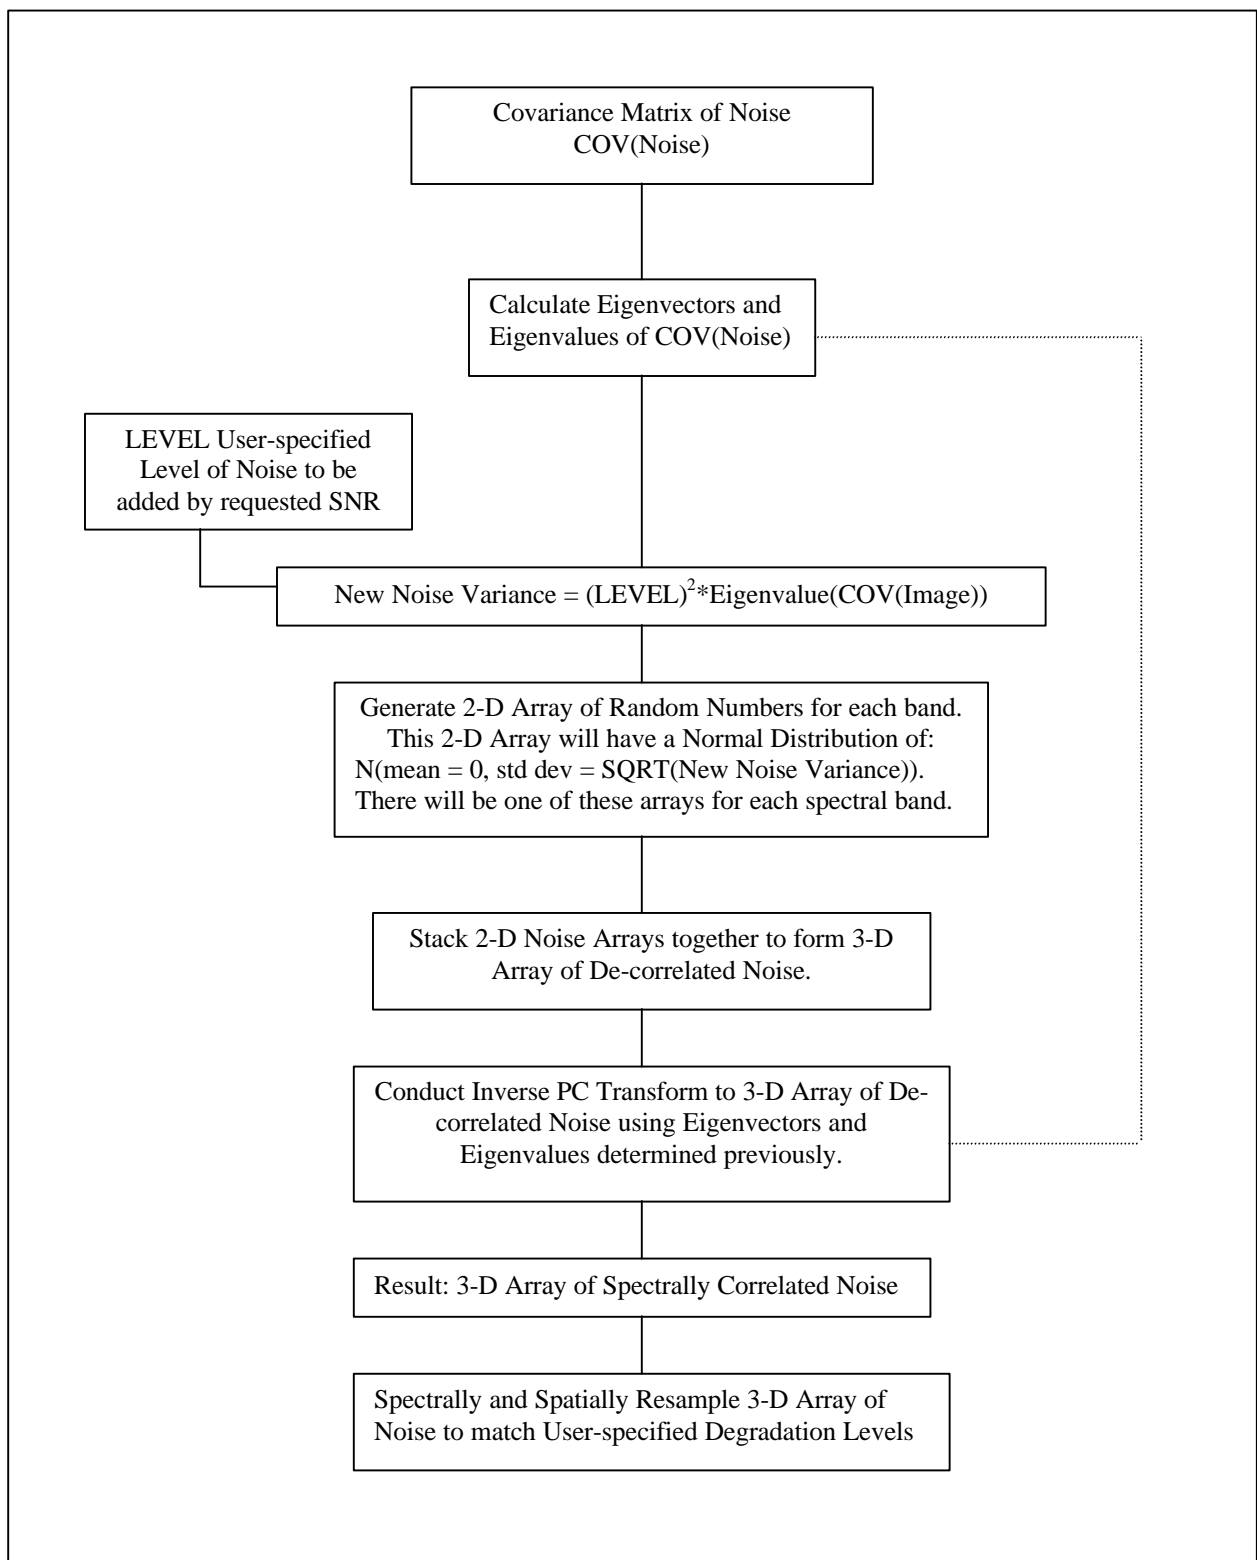 Covariance Matrix of Noise
COV(Noise)
Calculate Eigenvectors and
Eigenvalues of COV(Noise)
LEVEL User-specified
Level of Noise to be
added by requested SNR
New Noise Variance = (LEVEL)²*Eigenvalue(COV(Image))
Generate 2-D Array of Random Numbers for each band.
This 2-D Array will have a Normal Distribution of:
N(mean = 0, std dev = SQRT(New Noise Variance)).
There will be one of these arrays for each spectral band.
Stack 2-D Noise Arrays together to form 3-D
Array of De-correlated Noise.
Conduct Inverse PC Transform to 3-D Array of De-
correlated Noise using Eigenvectors and
Eigenvalues determined previously.
Result: 3-D Array of Spectrally Correlated Noise
Spectrally and Spatially Resample 3-D Array of
Noise to match User-specified Degradation Levels